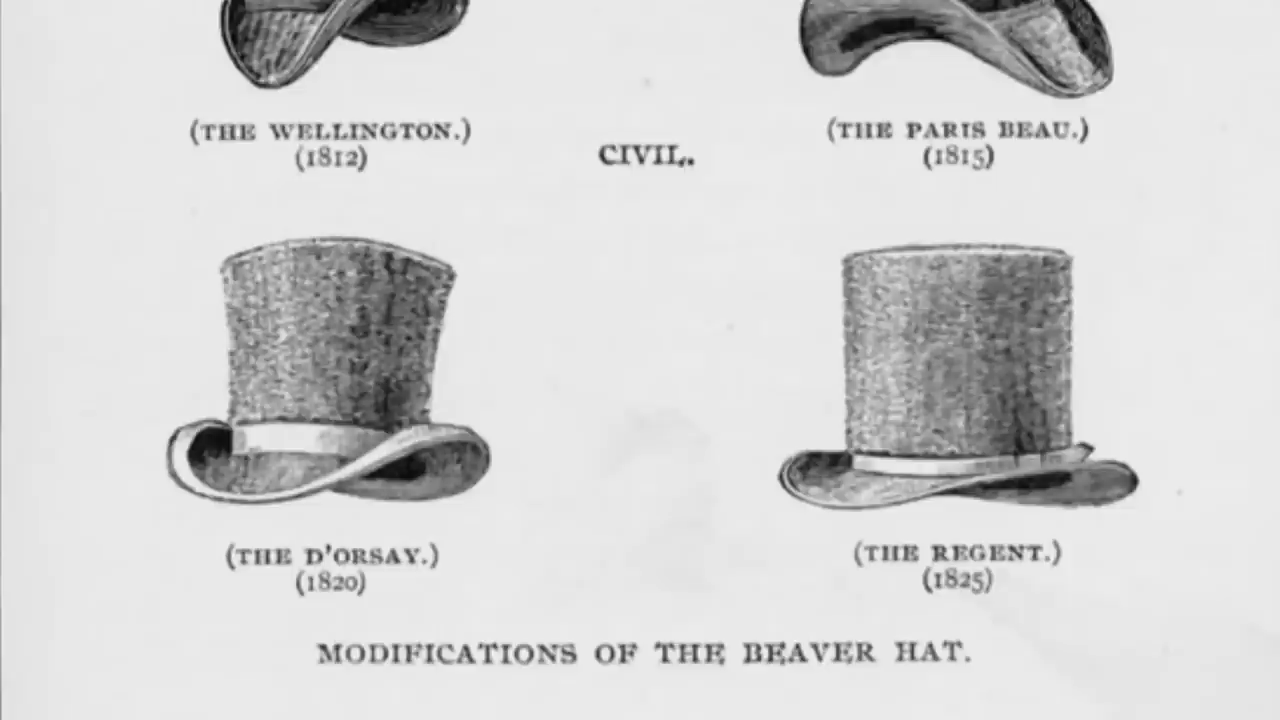 (THE WELLINGTON.)
(1812)
CIVIL.
(THE PARIS BEAU.)
(1815)
(THE D'ORSAY.)
(1820)
(THE REGENT.)
(1825)
MODIFICATIONS OF THE BEAVER HAT.